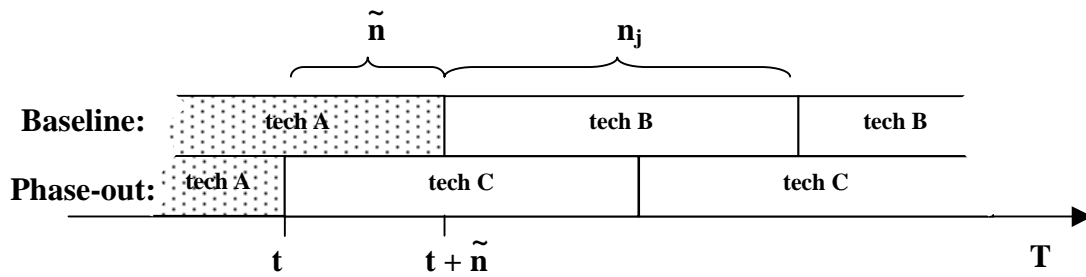 ñ n_j
Baseline: tech A tech B tech B
Phase-out: tech A tech C tech C
t t + ñ T